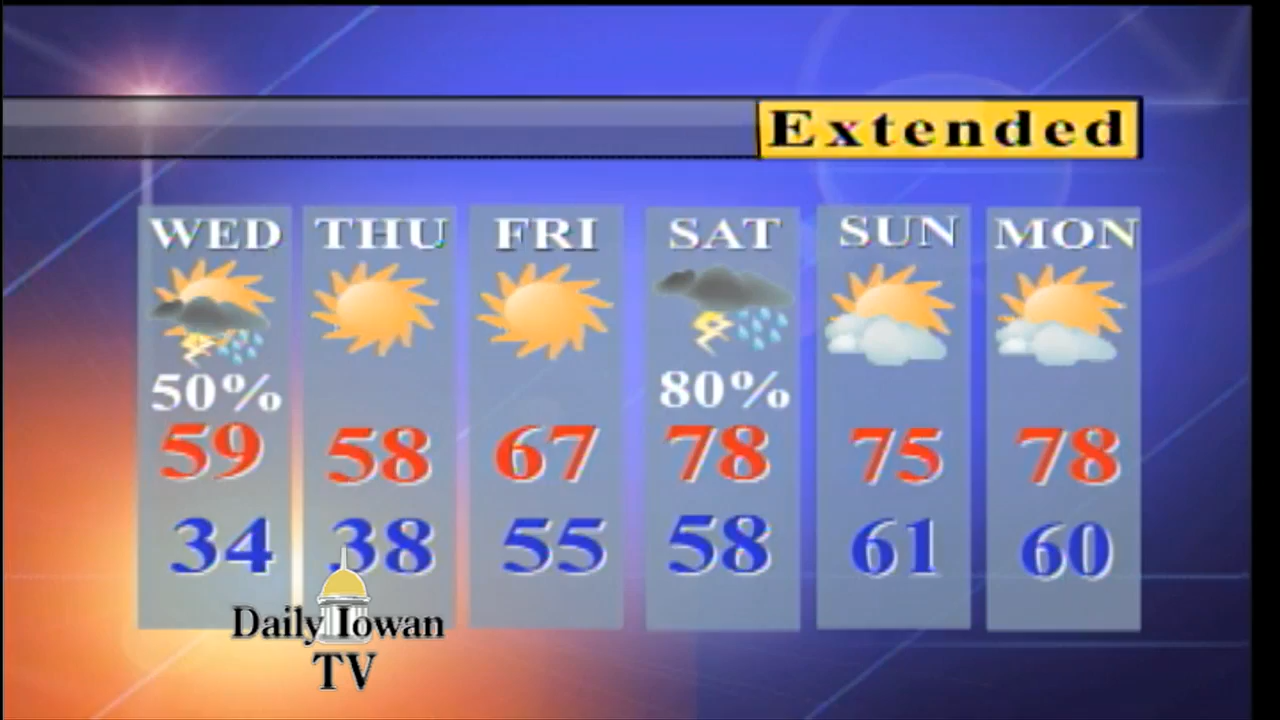 Extended
WED THU FRI SAT SUN MON
50% 80%
59 58 67 78 75 78
34 38 55 58 61 60
Daily Iowan
TV